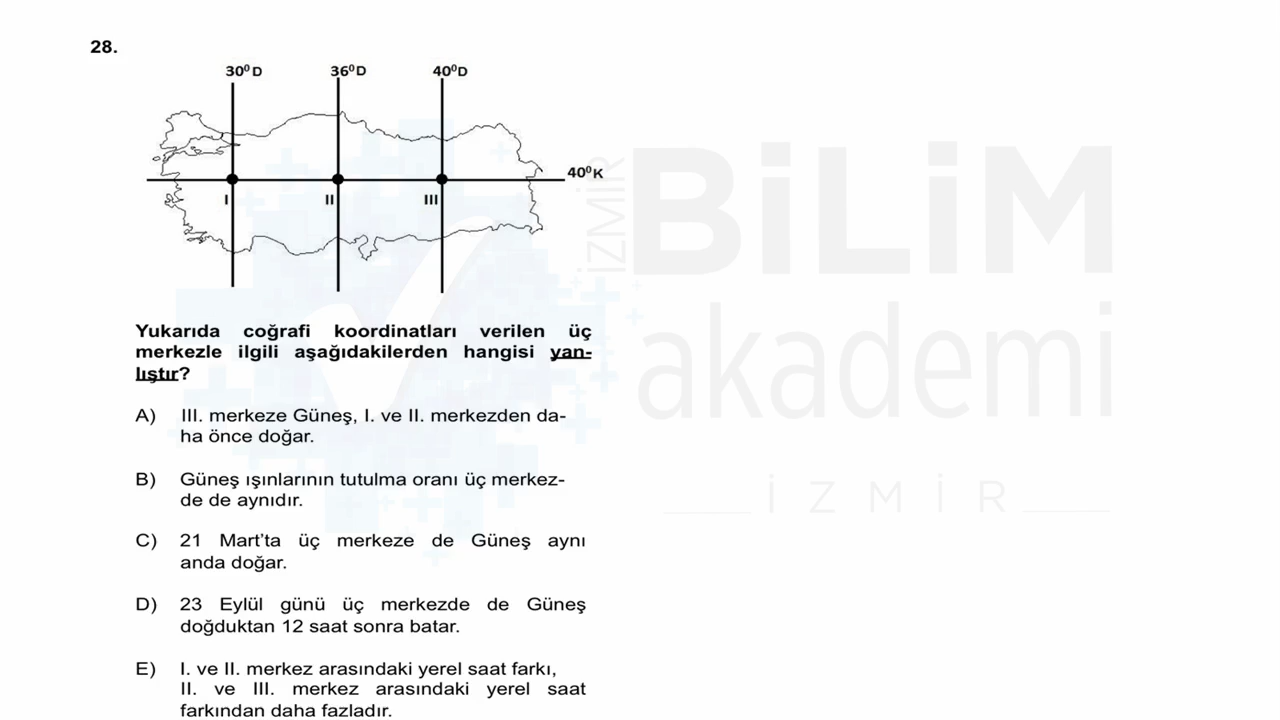 28.
30⁰D 36⁰D 40⁰D
40⁰K
I II III
Yukarıda coğrafi koordinatları verilen üç
merkezle ilgili aşağıdakilerden hangisi yan-
lıştır?
A) III. merkeze Güneş, I. ve II. merkezden da-
ha önce doğar.
B) Güneş ışınlarının tutulma oranı üç merkez-
de de aynıdır.
C) 21 Mart'ta üç merkeze de Güneş aynı
anda doğar.
D) 23 Eylül günü üç merkezde de Güneş
doğduktan 12 saat sonra batar.
E) I. ve II. merkez arasındaki yerel saat farkı,
II. ve III. merkez arasındaki yerel saat
farkından daha fazladır.
İZMİR
BiLiM
akademi
İZMİR